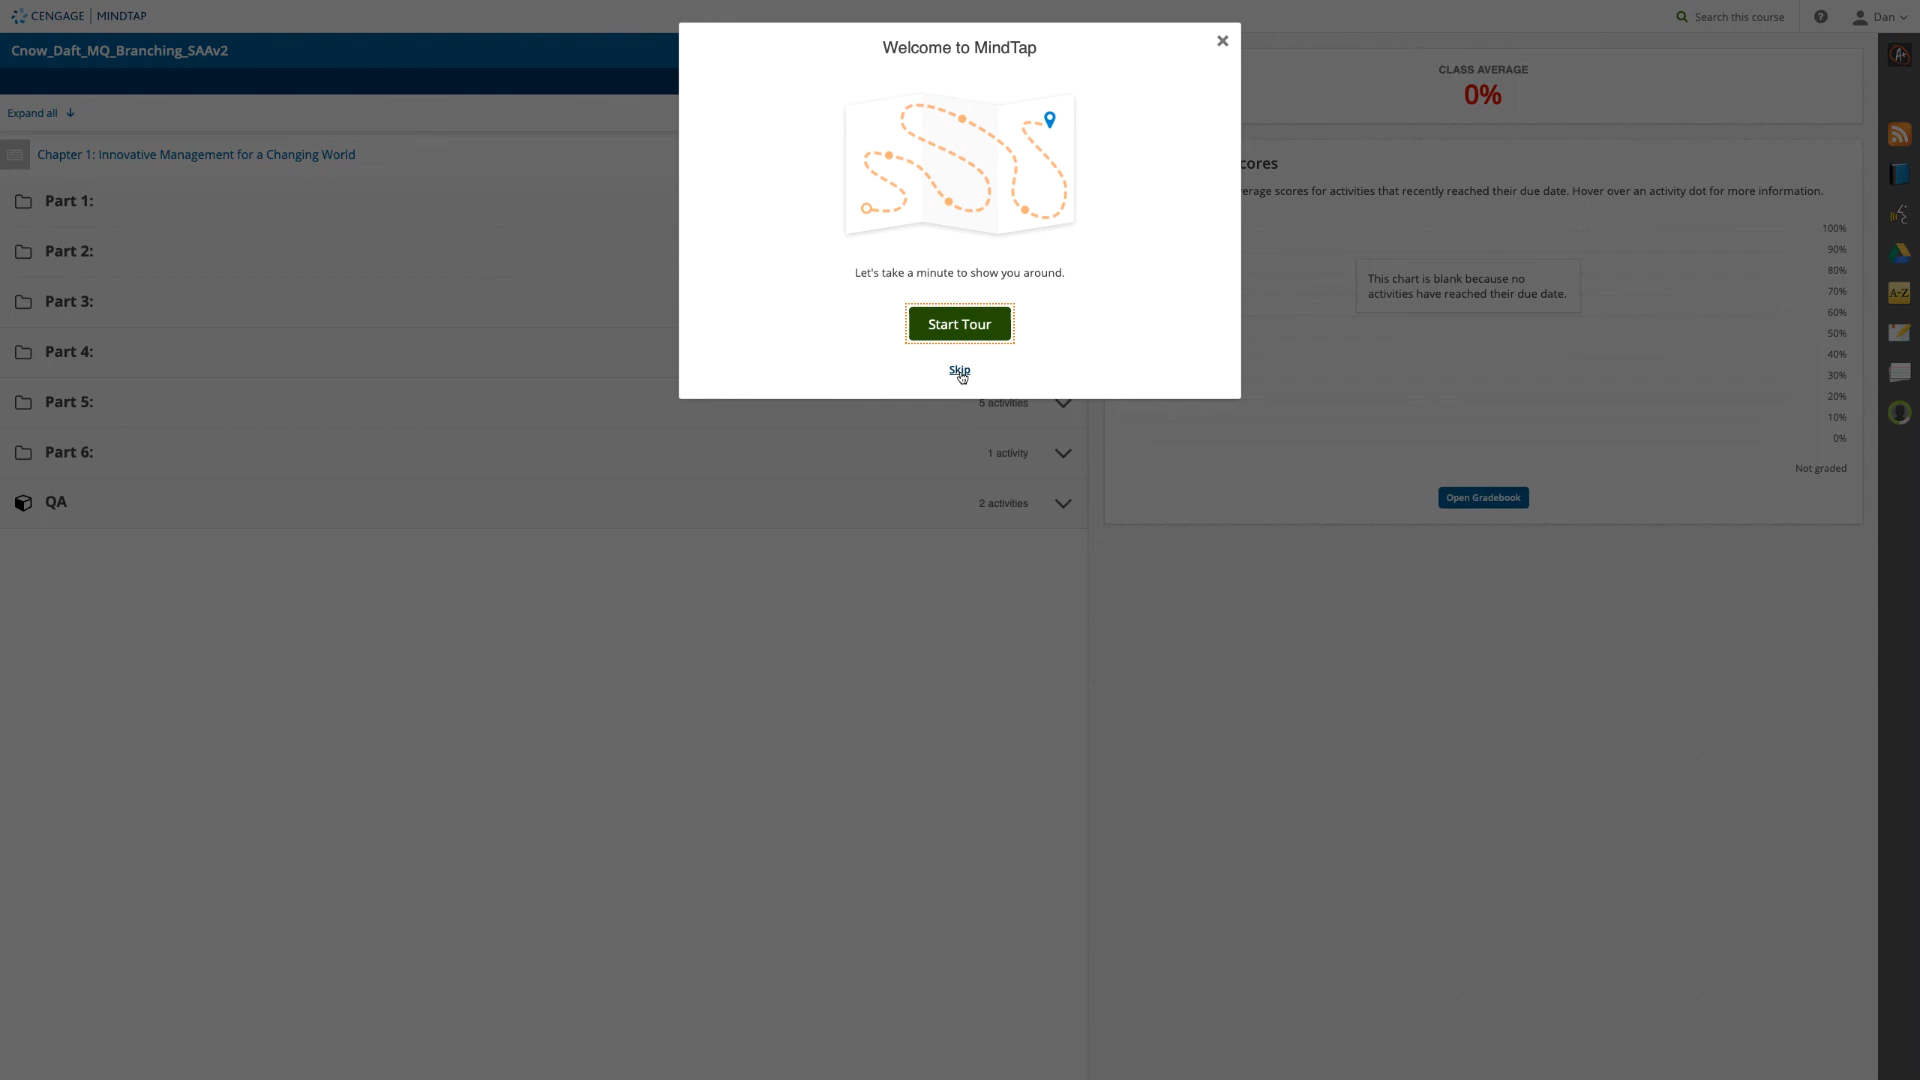 CENGAGE | MINDTAP
Search this course
Dan
Cnow_Daft_MQ_Branching_SAAv2
Expand all
Chapter 1: Innovative Management for a Changing World
Part 1:
Part 2:
Part 3:
Part 4:
Part 5:
5 activities
Part 6:
1 activity
QA
2 activities
Welcome to MindTap
Let's take a minute to show you around.
Start Tour
Skip
CLASS AVERAGE
0%
cores
erage scores for activities that recently reached their due date. Hover over an activity dot for more information.
100%
90%
80%
70%
60%
50%
40%
30%
20%
10%
0%
Not graded
This chart is blank because no
activities have reached their due date.
Open Gradebook
A+
A-Z